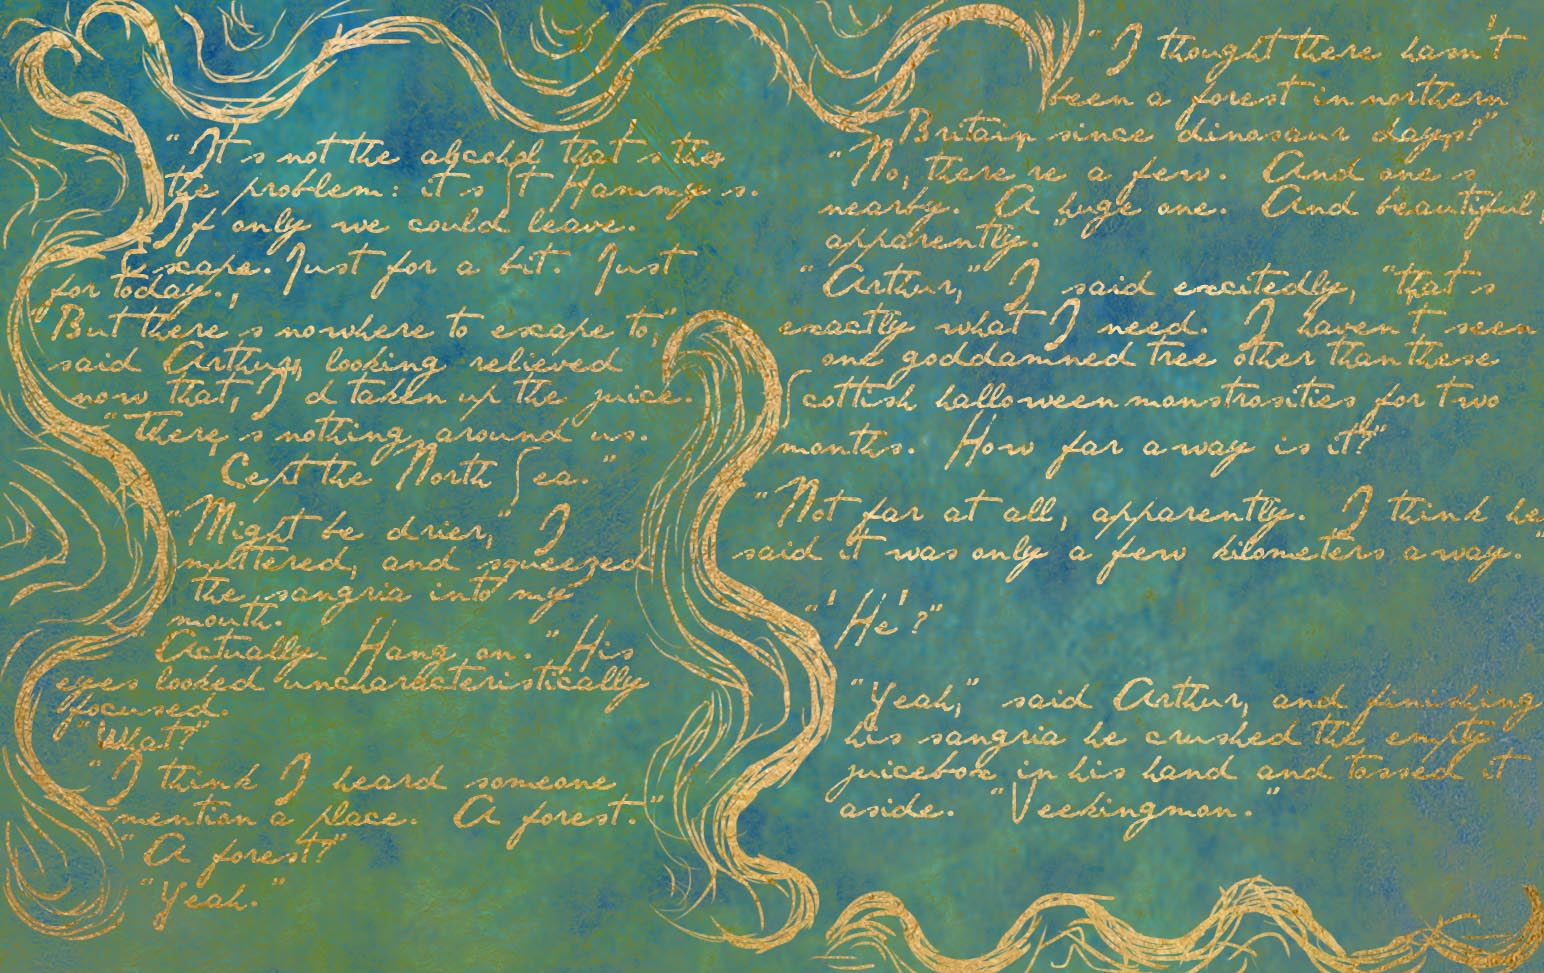 "It s not the alcohol that s the
the problem: it s St Hammy s.
If only we could leave.
Escape. Just for a bit. Just
for today.,
"But there s nowhere to escape to,"
said Arthur, looking relieved
now that, I d taken up the juice.
"There s nothing around us.
'Cept the North Sea."
"Might be drier," I
muttered, and squeezed
the sangria into my
mouth.
"Actually. Hang on." His
eyes looked uncharacteristically
focused.
"What?"
"I think I heard someone
mention a place. A forest."
"A forest?"
"Yeah."
"I thought there hasn't
been a forest in northern
Britain since dinosaur days?"
"No, there re a few. And one s
nearby. A huge one. And beautiful,
apparently."
"Arthur," I said excitedly, "that s
exactly what I need. I haven t seen
one goddamned tree other than these
Scottish halloween monstrosities for two
months. How far away is it?"
"Not far at all, apparently. I think he
said it was only a few kilometers away."
"'He'?"
"Yeah," said Arthur, and finishing
his sangria he crushed the empty
juicebox in his hand and tossed it
aside. "Veekingmon."